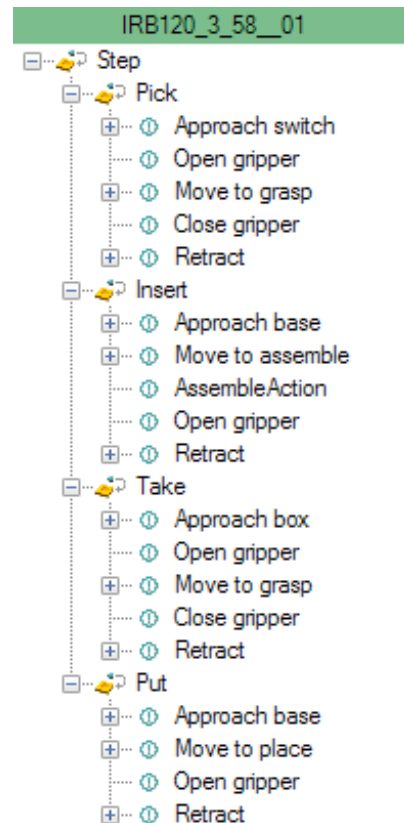 IRB120_3_58__01
Step
Pick
Approach switch
Open gripper
Move to grasp
Close gripper
Retract
Insert
Approach base
Move to assemble
AssembleAction
Open gripper
Retract
Take
Approach box
Open gripper
Move to grasp
Close gripper
Retract
Put
Approach base
Move to place
Open gripper
Retract